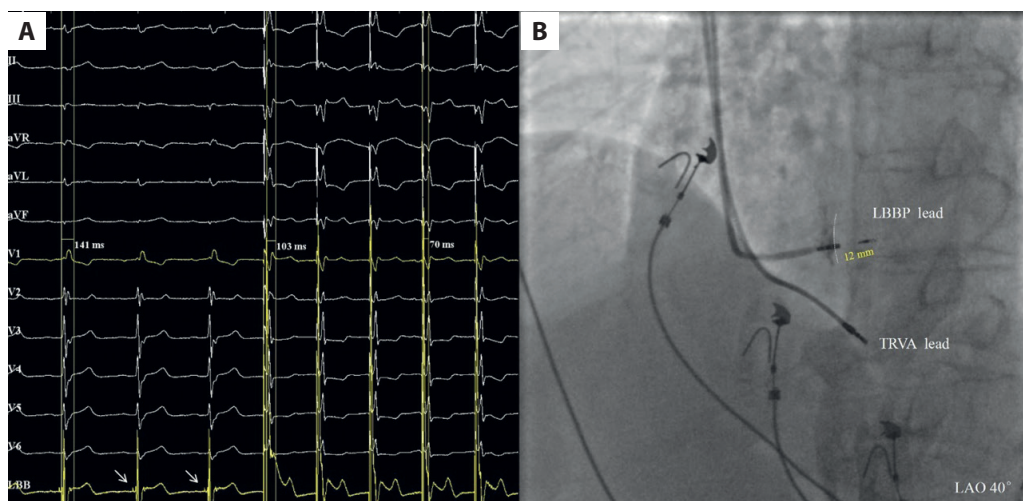 A
II
III
aVR
aVL
aVF
V1
V2
V3
V4
V5
V6
LBB
141 ms
103 ms
70 ms
B
LBBP lead
12 mm
TRVA lead
LAO 40°